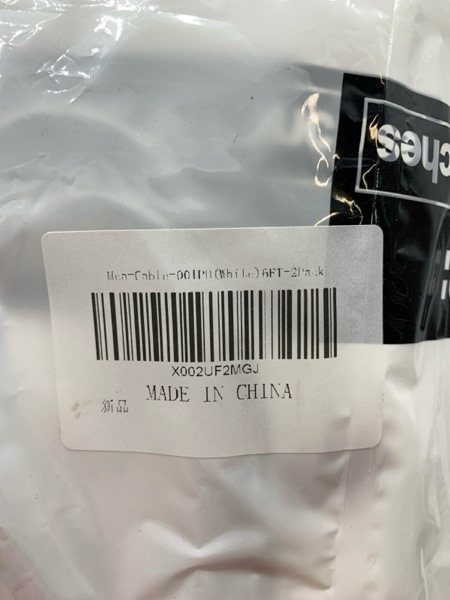 ches
Mcn-Cable-001PD(White)6FT-2Pack
X002UF2MGJ
新品 MADE IN CHINA